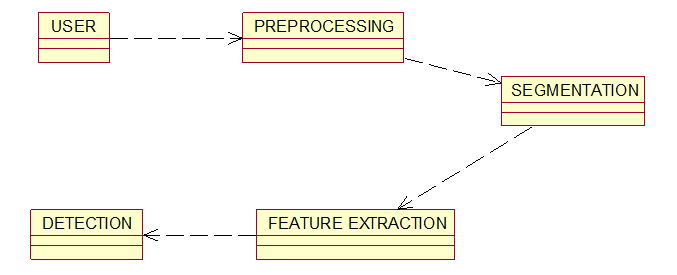 USER
PREPROCESSING
SEGMENTATION
FEATURE EXTRACTION
DETECTION